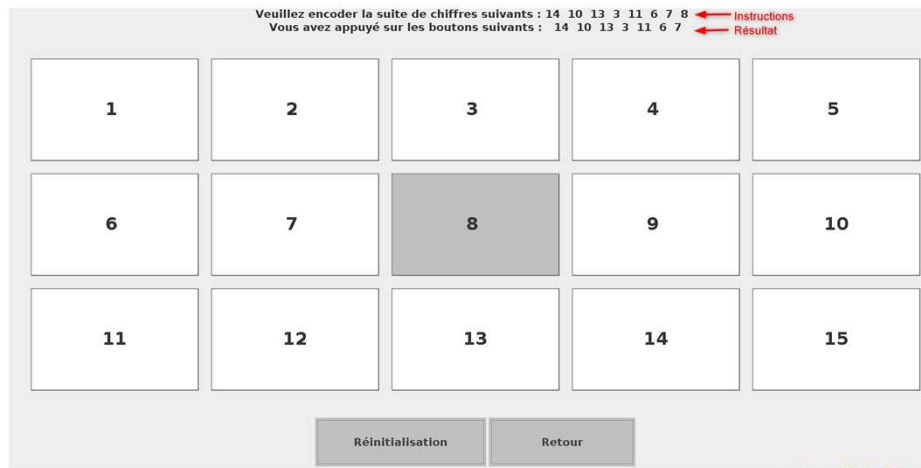 Veuillez encoder la suite de chiffres suivants : 14 10 13 3 11 6 7 8 Instructions
Vous avez appuyé sur les boutons suivants : 14 10 13 3 11 6 7 Résultat
1 2 3 4 5
6 7 8 9 10
11 12 13 14 15
Réinitialisation Retour